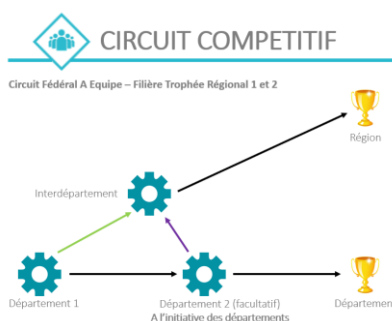 CIRCUIT COMPETITIF
Circuit Fédéral A Equipe – Filière Trophée Régional 1 et 2
Région
Interdépartement
Département 1
Département 2 (facultatif)
A l'initiative des départements
Départemen